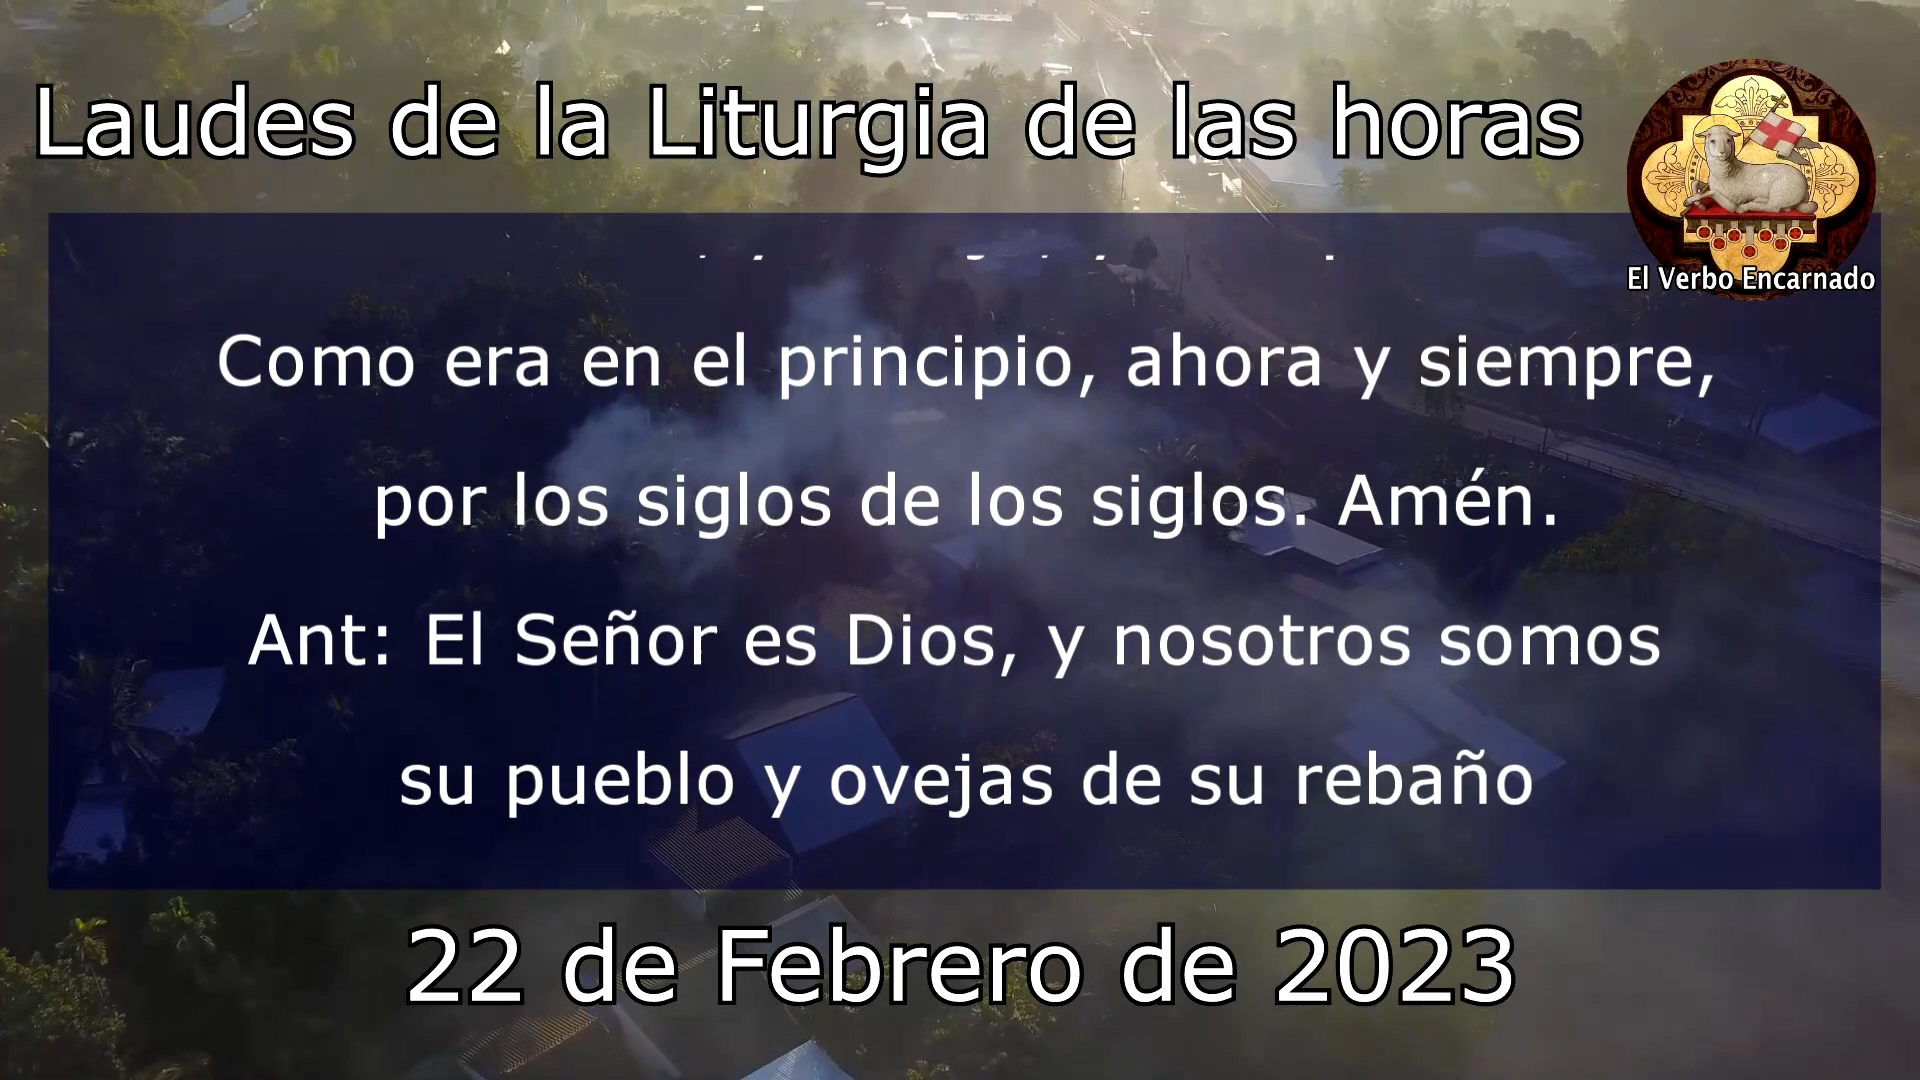 Laudes de la Liturgia de las horas
El Verbo Encarnado
Como era en el principio, ahora y siempre,
por los siglos de los siglos. Amén.
Ant: El Señor es Dios, y nosotros somos
su pueblo y ovejas de su rebaño
22 de Febrero de 2023